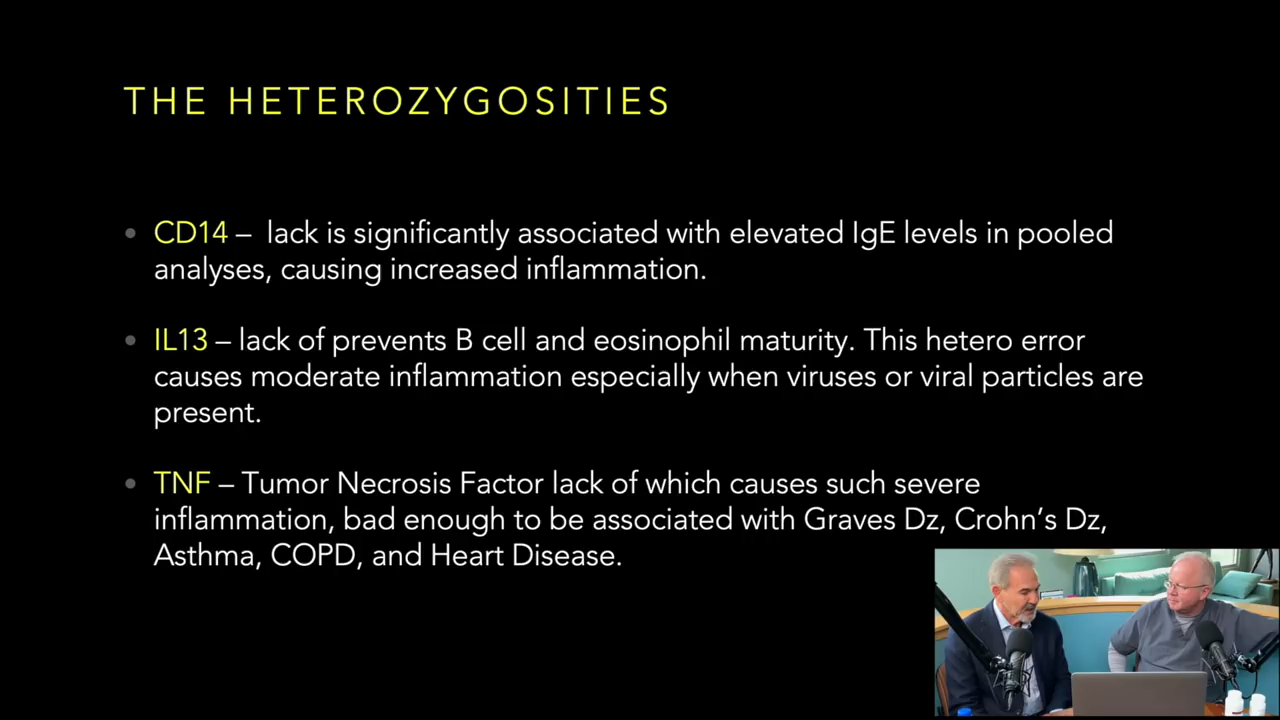 THE HETEROZYGOSITIES
• CD14 – lack is significantly associated with elevated IgE levels in pooled
analyses, causing increased inflammation.
• IL13 – lack of prevents B cell and eosinophil maturity. This hetero error
causes moderate inflammation especially when viruses or viral particles are
present.
• TNF – Tumor Necrosis Factor lack of which causes such severe
inflammation, bad enough to be associated with Graves Dz, Crohn’s Dz,
Asthma, COPD, and Heart Disease.